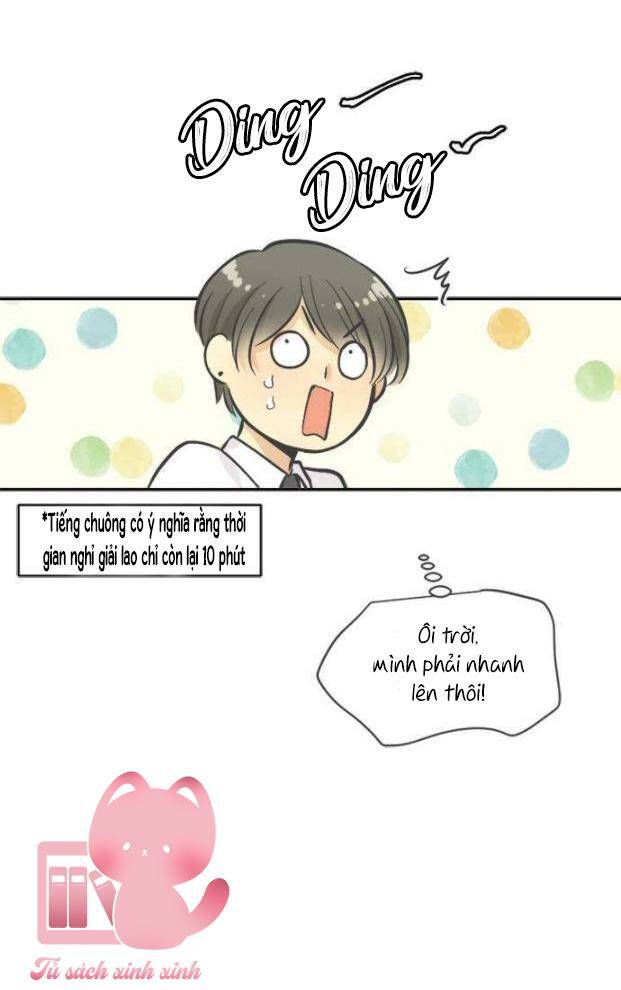 Ding
Ding
*Tiếng chuông có ý nghĩa rằng thời
gian nghỉ giải lao chỉ còn lại 10 phút
Ôi trời,
mình phải nhanh
lên thôi!
Tủ sách xinh xinh